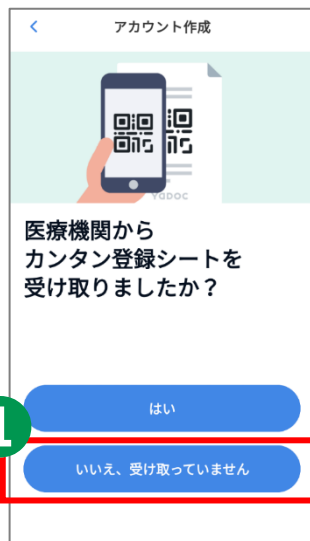 アカウント作成
YaDOC
医療機関から
カンタン登録シートを
受け取りましたか？
はい
1
いいえ、受け取っていません